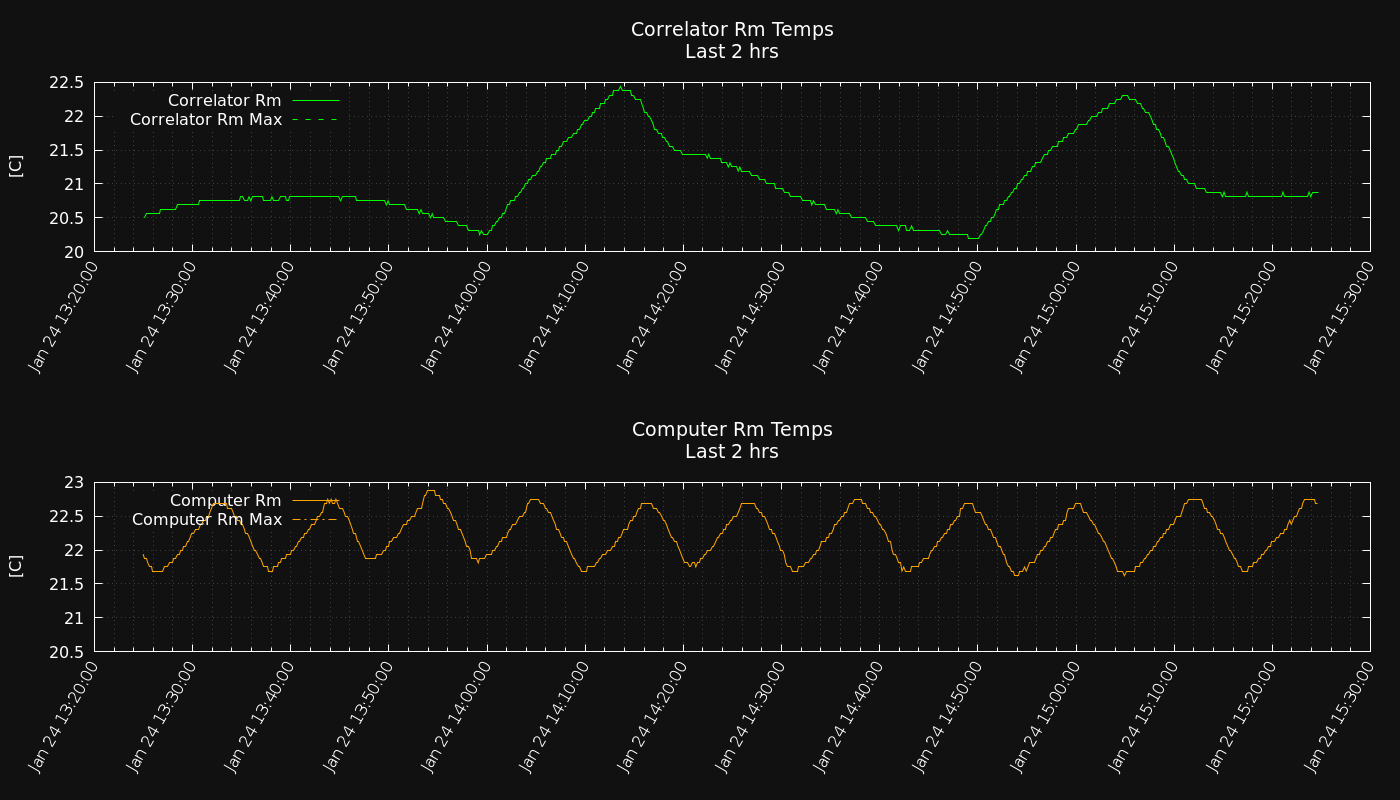 Correlator Rm Temps
Last 2 hrs
[C]
22.5
22
21.5
21
20.5
20
Correlator Rm
Correlator Rm Max
Jan 24 13:20:00
Jan 24 13:30:00
Jan 24 13:40:00
Jan 24 13:50:00
Jan 24 14:00:00
Jan 24 14:10:00
Jan 24 14:20:00
Jan 24 14:30:00
Jan 24 14:40:00
Jan 24 14:50:00
Jan 24 15:00:00
Jan 24 15:10:00
Jan 24 15:20:00
Jan 24 15:30:00
Computer Rm Temps
Last 2 hrs
[C]
23
22.5
22
21.5
21
20.5
Computer Rm
Computer Rm Max
Jan 24 13:20:00
Jan 24 13:30:00
Jan 24 13:40:00
Jan 24 13:50:00
Jan 24 14:00:00
Jan 24 14:10:00
Jan 24 14:20:00
Jan 24 14:30:00
Jan 24 14:40:00
Jan 24 14:50:00
Jan 24 15:00:00
Jan 24 15:10:00
Jan 24 15:20:00
Jan 24 15:30:00